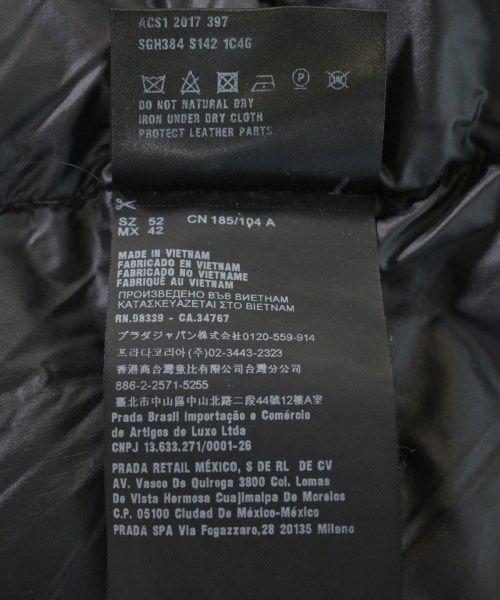 ACS1 2017 397
SGH384 S142 1C4G
DO NOT NATURAL DRY
IRON UNDER DRY CLOTH
PROTECT LEATHER PARTS
SZ 52 CN 185/104 A
MX 42
MADE IN VIETNAM
FABRICADO EN VIETNAM
FABRICADO NO VIETNAME
FABRIQUÉ AU VIETNAM
ПРОИЗВЕДЕНО ВЪВ ВИЕТНАМ
ΚΑΤΑΣΚΕΥΑΖΕΤΑΙ ΣΤΟ ΒΙΕΤΝΑΜ
RN.98339 - CA.34767
プラダジャパン株式会社0120-559-914
프라다코리아(주)02-3443-2323
香港商台灣壹比有限公司台灣分公司
886-2-2571-5255
臺北市中山區中山北路二段44號12樓之1
Prada Brasil Importação e Comércio
de Artigos de Luxo Ltda
CNPJ 13.633.271/0001-26
PRADA RETAIL MÉXICO, S DE RL DE CV
AV. Vasco De Quiroga 3800 Col. Lomas
De Vista Hermosa Cuajimalpa De Morelos
C.P. 05100 Ciudad De México-México
PRADA SPA Via Fogazzaro,28 20135 Milano